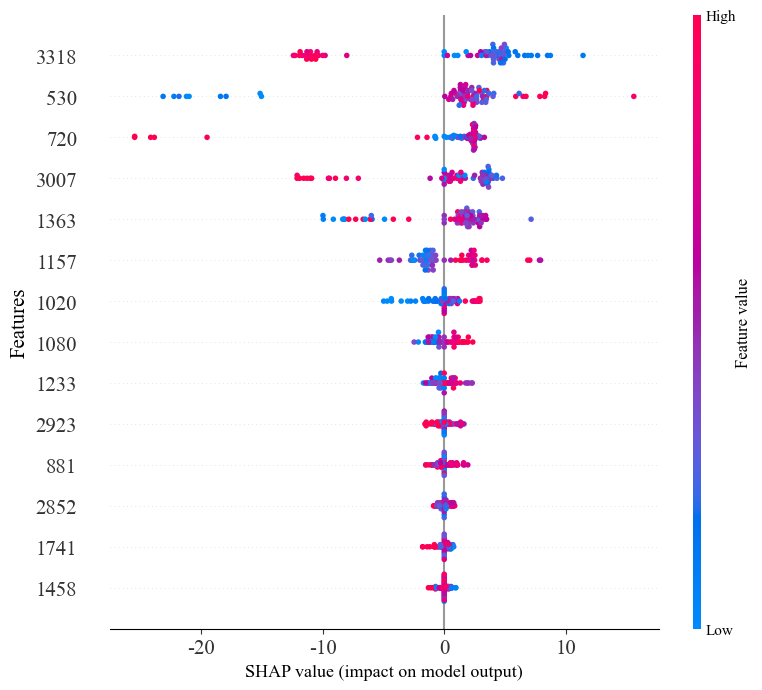 High
3318
530
720
3007
1363
1157
1020
1080
1233
2923
881
2852
1741
1458
Features
Feature value
Low
-20 -10 0 10
SHAP value (impact on model output)